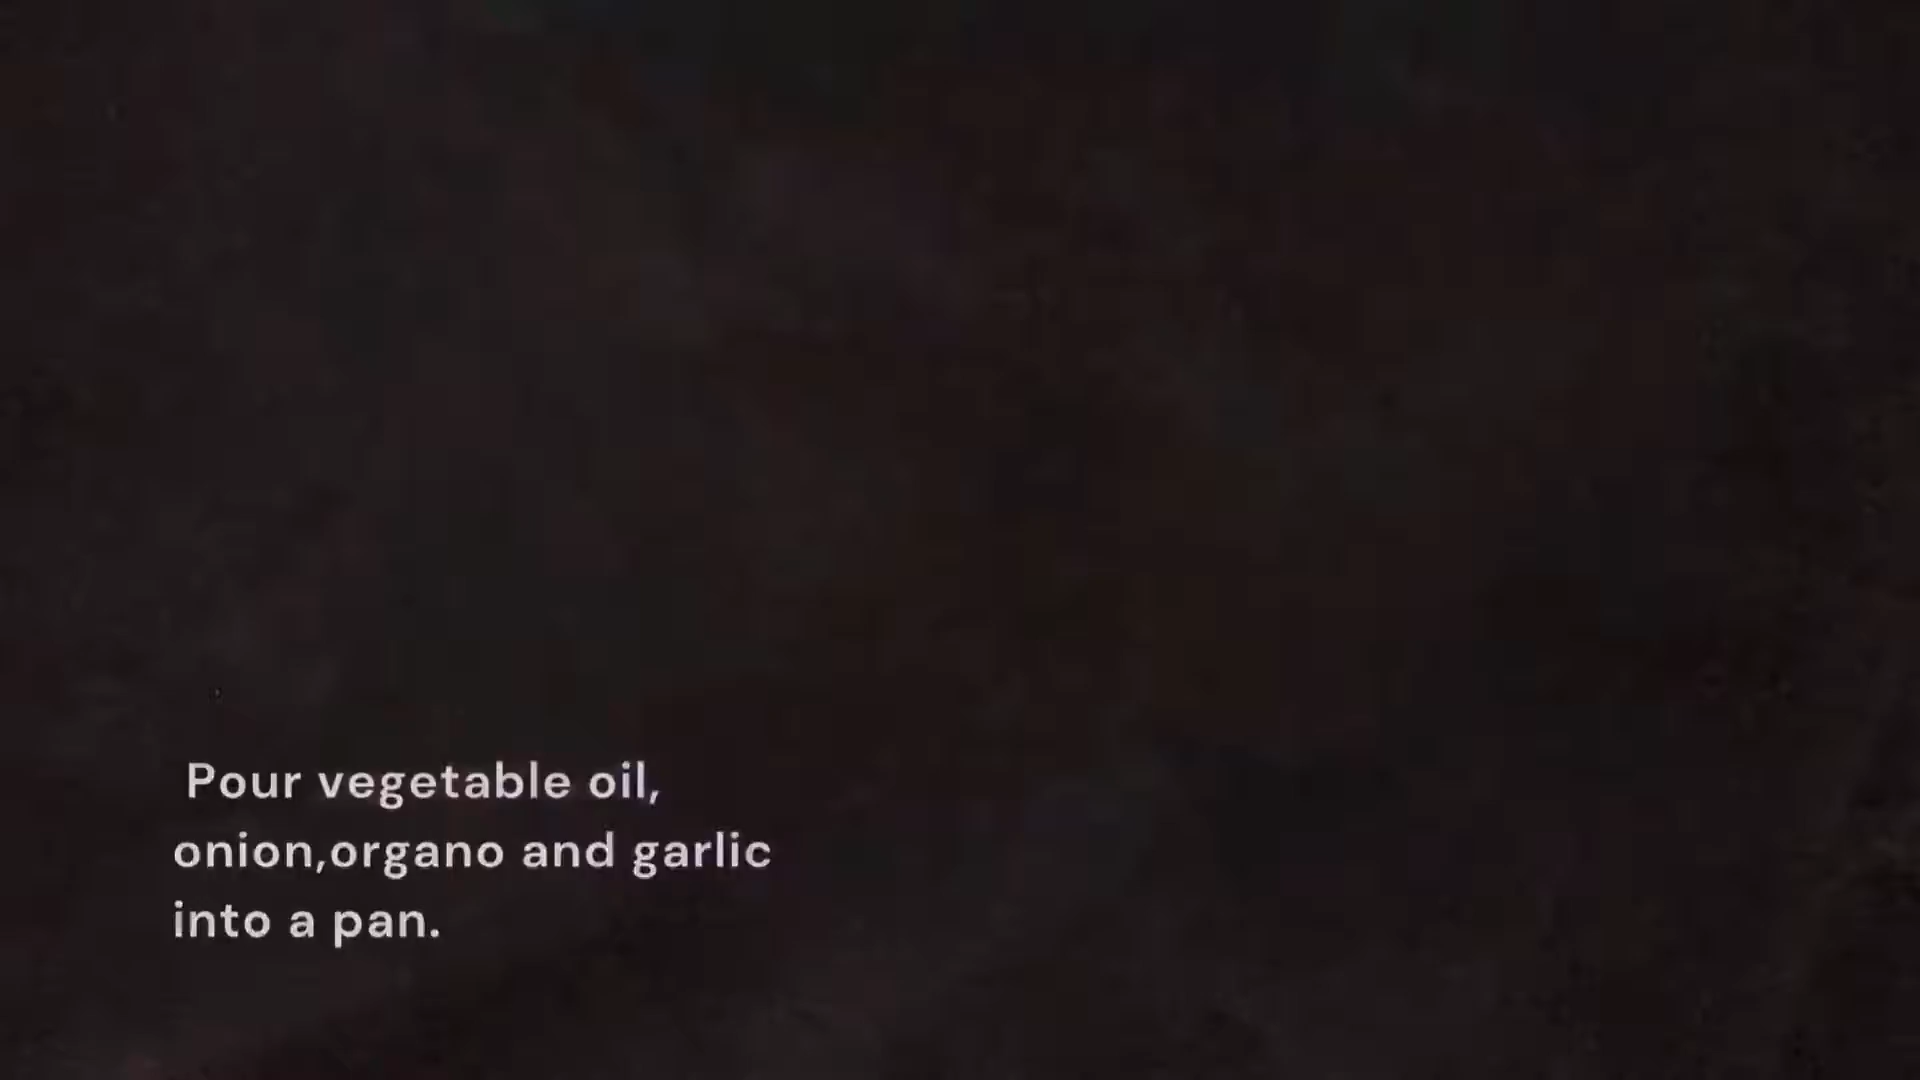 Pour vegetable oil,
onion,organo and garlic
into a pan.